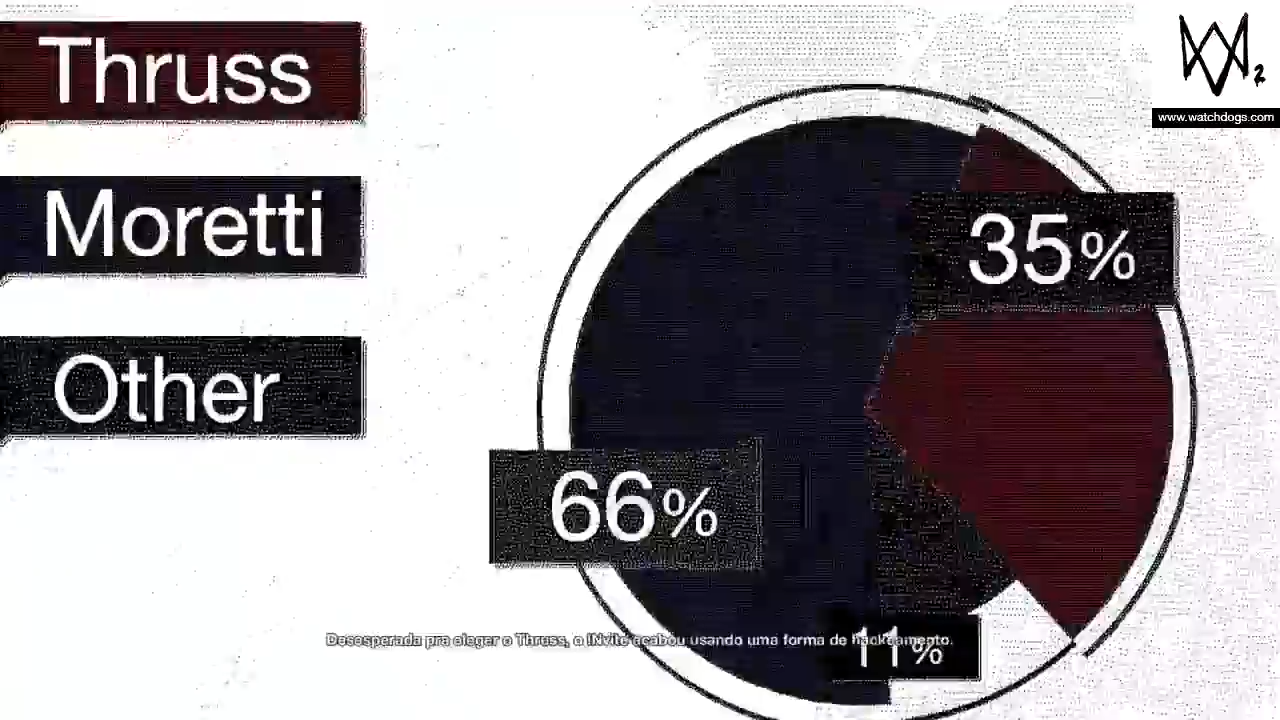 Thruss
2
www.watchdogs.com
Moretti
35%
Other
66%
Desesperada pra eleger o Thruss, a INvite acabou usando uma forma de hackeamento.
11%